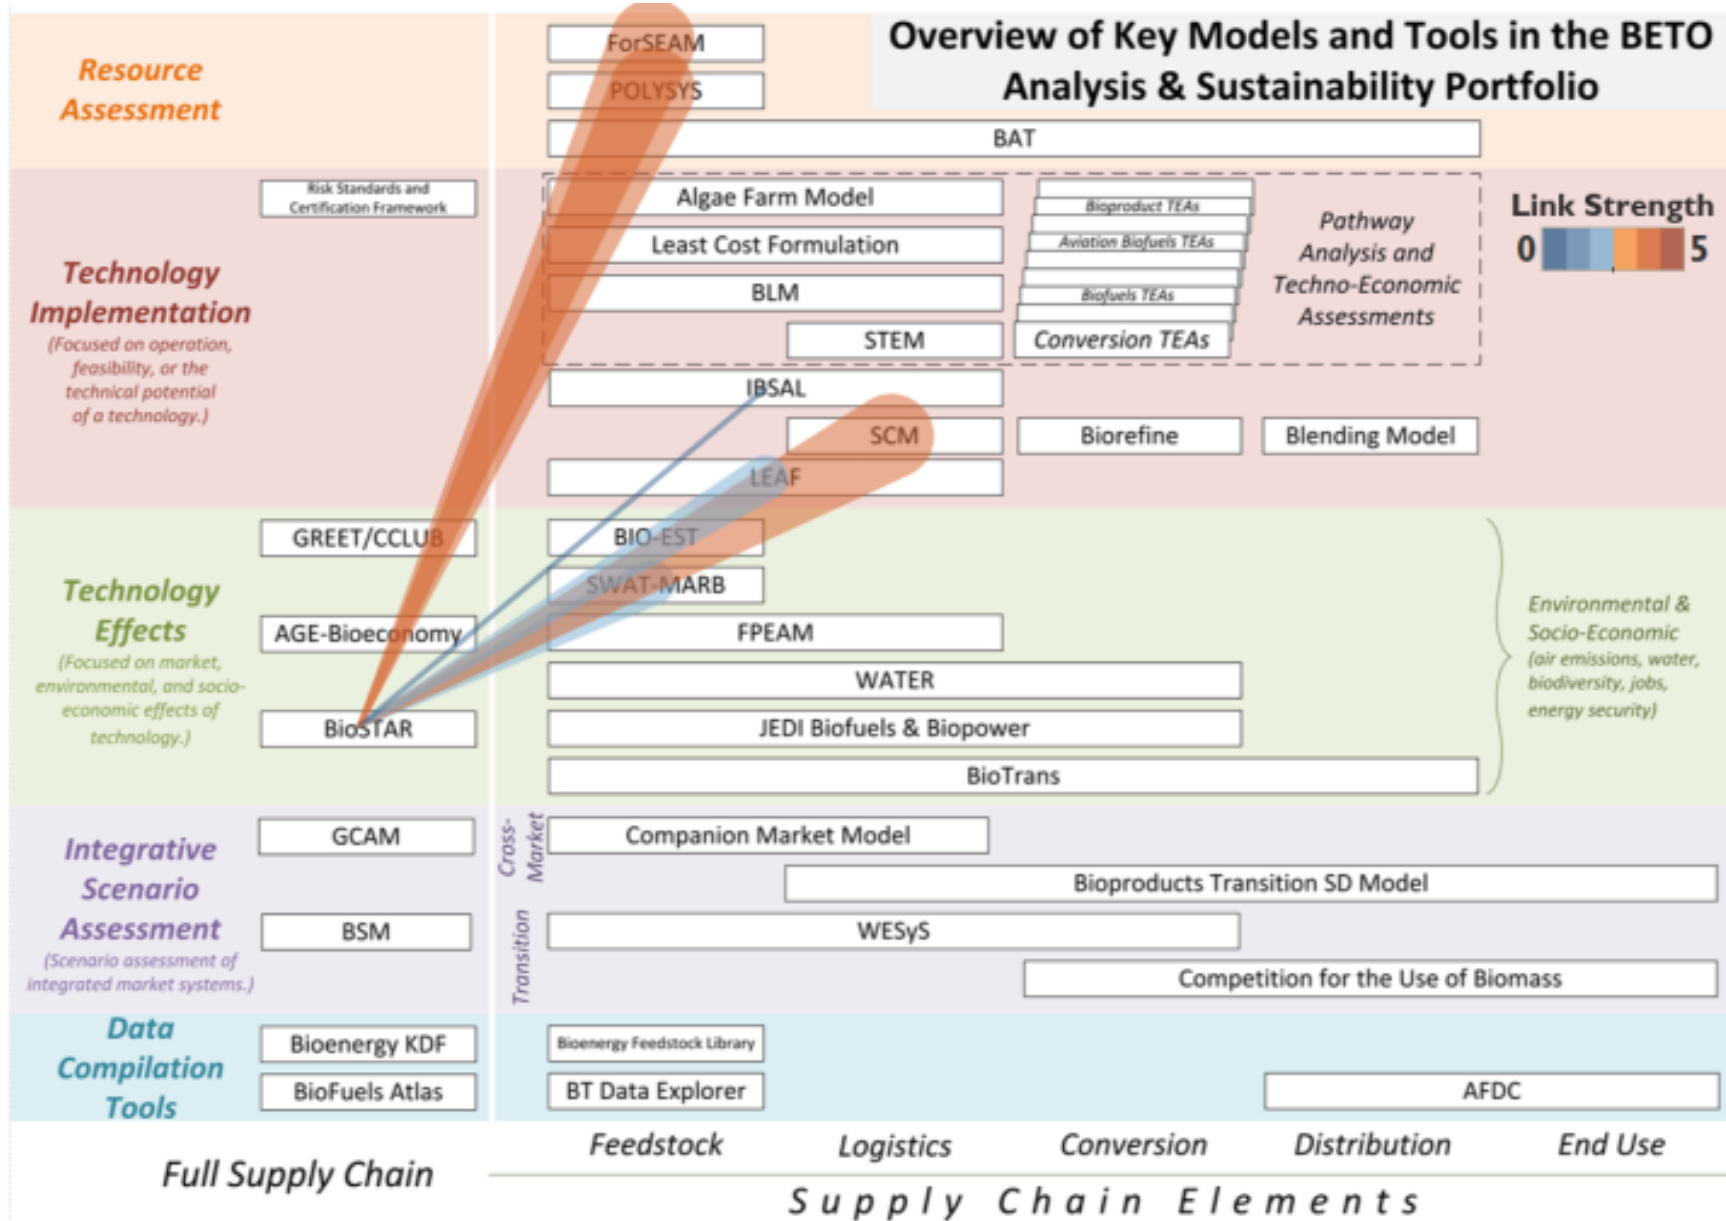 Overview of Key Models and Tools in the BETO
Analysis & Sustainability Portfolio
Resource
Assessment
ForSEAM
POLYSYS
BAT
Technology
Implementation
(Focused on operation,
feasibility, or the
technical potential
of a technology.)
Risk Standards and
Certification Framework
Algae Farm Model
Least Cost Formulation
BLM
STEM
Bioproduct TEAs
Aviation Biofuels TEAs
Biofuels TEAs
Conversion TEAs
Pathway
Analysis and
Techno-Economic
Assessments
Link Strength
0 5
IBSAL
SCM
Biorefine
Blending Model
LEAF
Technology
Effects
(Focused on market,
environmental, and socio-
economic effects of
technology.)
GREET/CCLUB
AGE-Bioeconomy
BioSTAR
BIO-EST
SWAT-MARB
FPEAM
WATER
JEDI Biofuels & Biopower
BioTrans
Environmental &
Socio-Economic
(air emissions, water,
biodiversity, jobs,
energy security)
Integrative
Scenario
Assessment
(Scenario assessment of
integrated market systems.)
GCAM
BSM
Cross-
Market
Transition
Companion Market Model
Bioproducts Transition SD Model
WESyS
Competition for the Use of Biomass
Data
Compilation
Tools
Bioenergy KDF
BioFuels Atlas
Bioenergy Feedstock Library
BT Data Explorer
AFDC
Full Supply Chain
Feedstock
Logistics
Conversion
Distribution
End Use
Supply Chain Elements